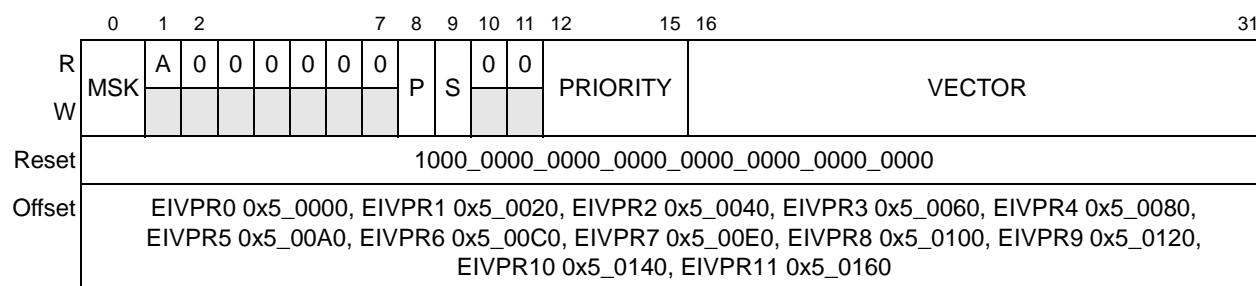 0 1 2 7 8 9 10 11 12 15 16 31
R MSK A 0 0 0 0 0 0 P S 0 0 PRIORITY VECTOR
W
Reset 1000_0000_0000_0000_0000_0000_0000_0000
Offset EIVPR0 0x5_0000, EIVPR1 0x5_0020, EIVPR2 0x5_0040, EIVPR3 0x5_0060, EIVPR4 0x5_0080,
EIVPR5 0x5_00A0, EIVPR6 0x5_00C0, EIVPR7 0x5_00E0, EIVPR8 0x5_0100, EIVPR9 0x5_0120,
EIVPR10 0x5_0140, EIVPR11 0x5_0160